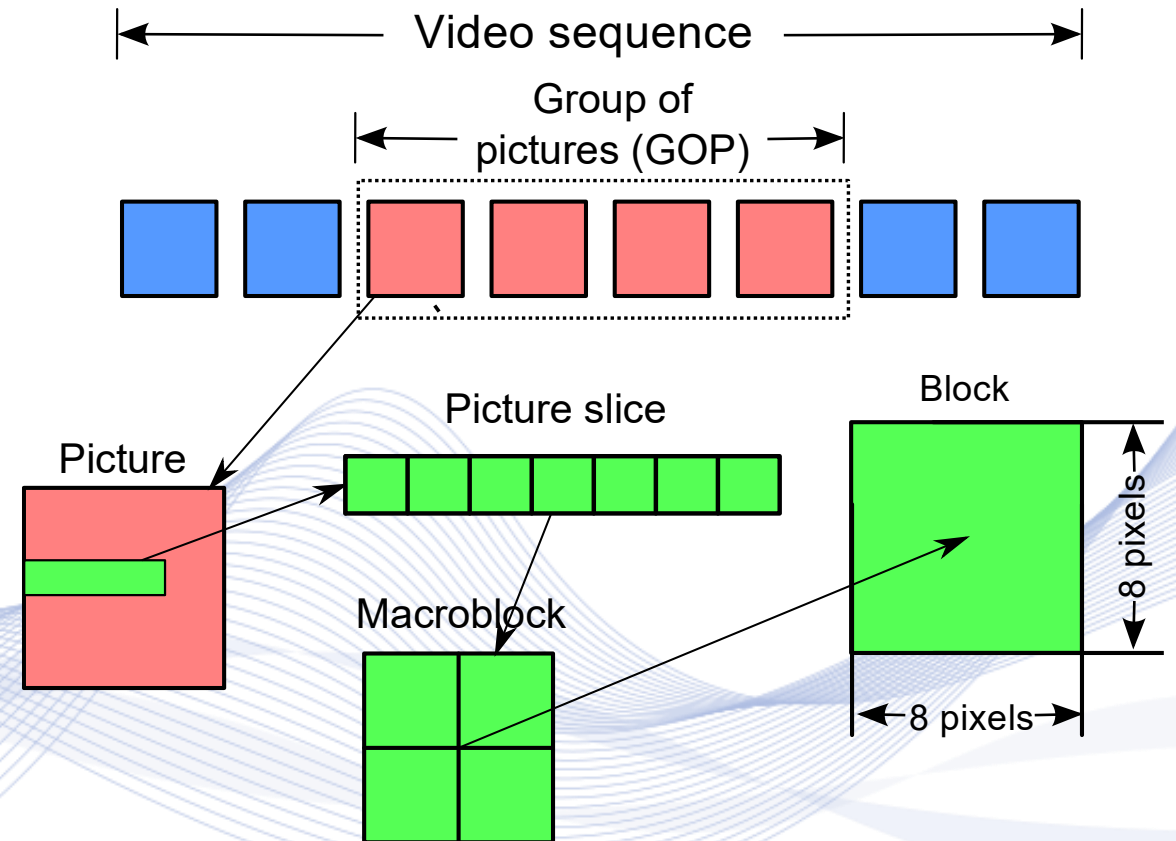 Video sequence
Group of
pictures (GOP)
Block
Picture slice
Picture
8 pixels
Macroblock
8 pixels